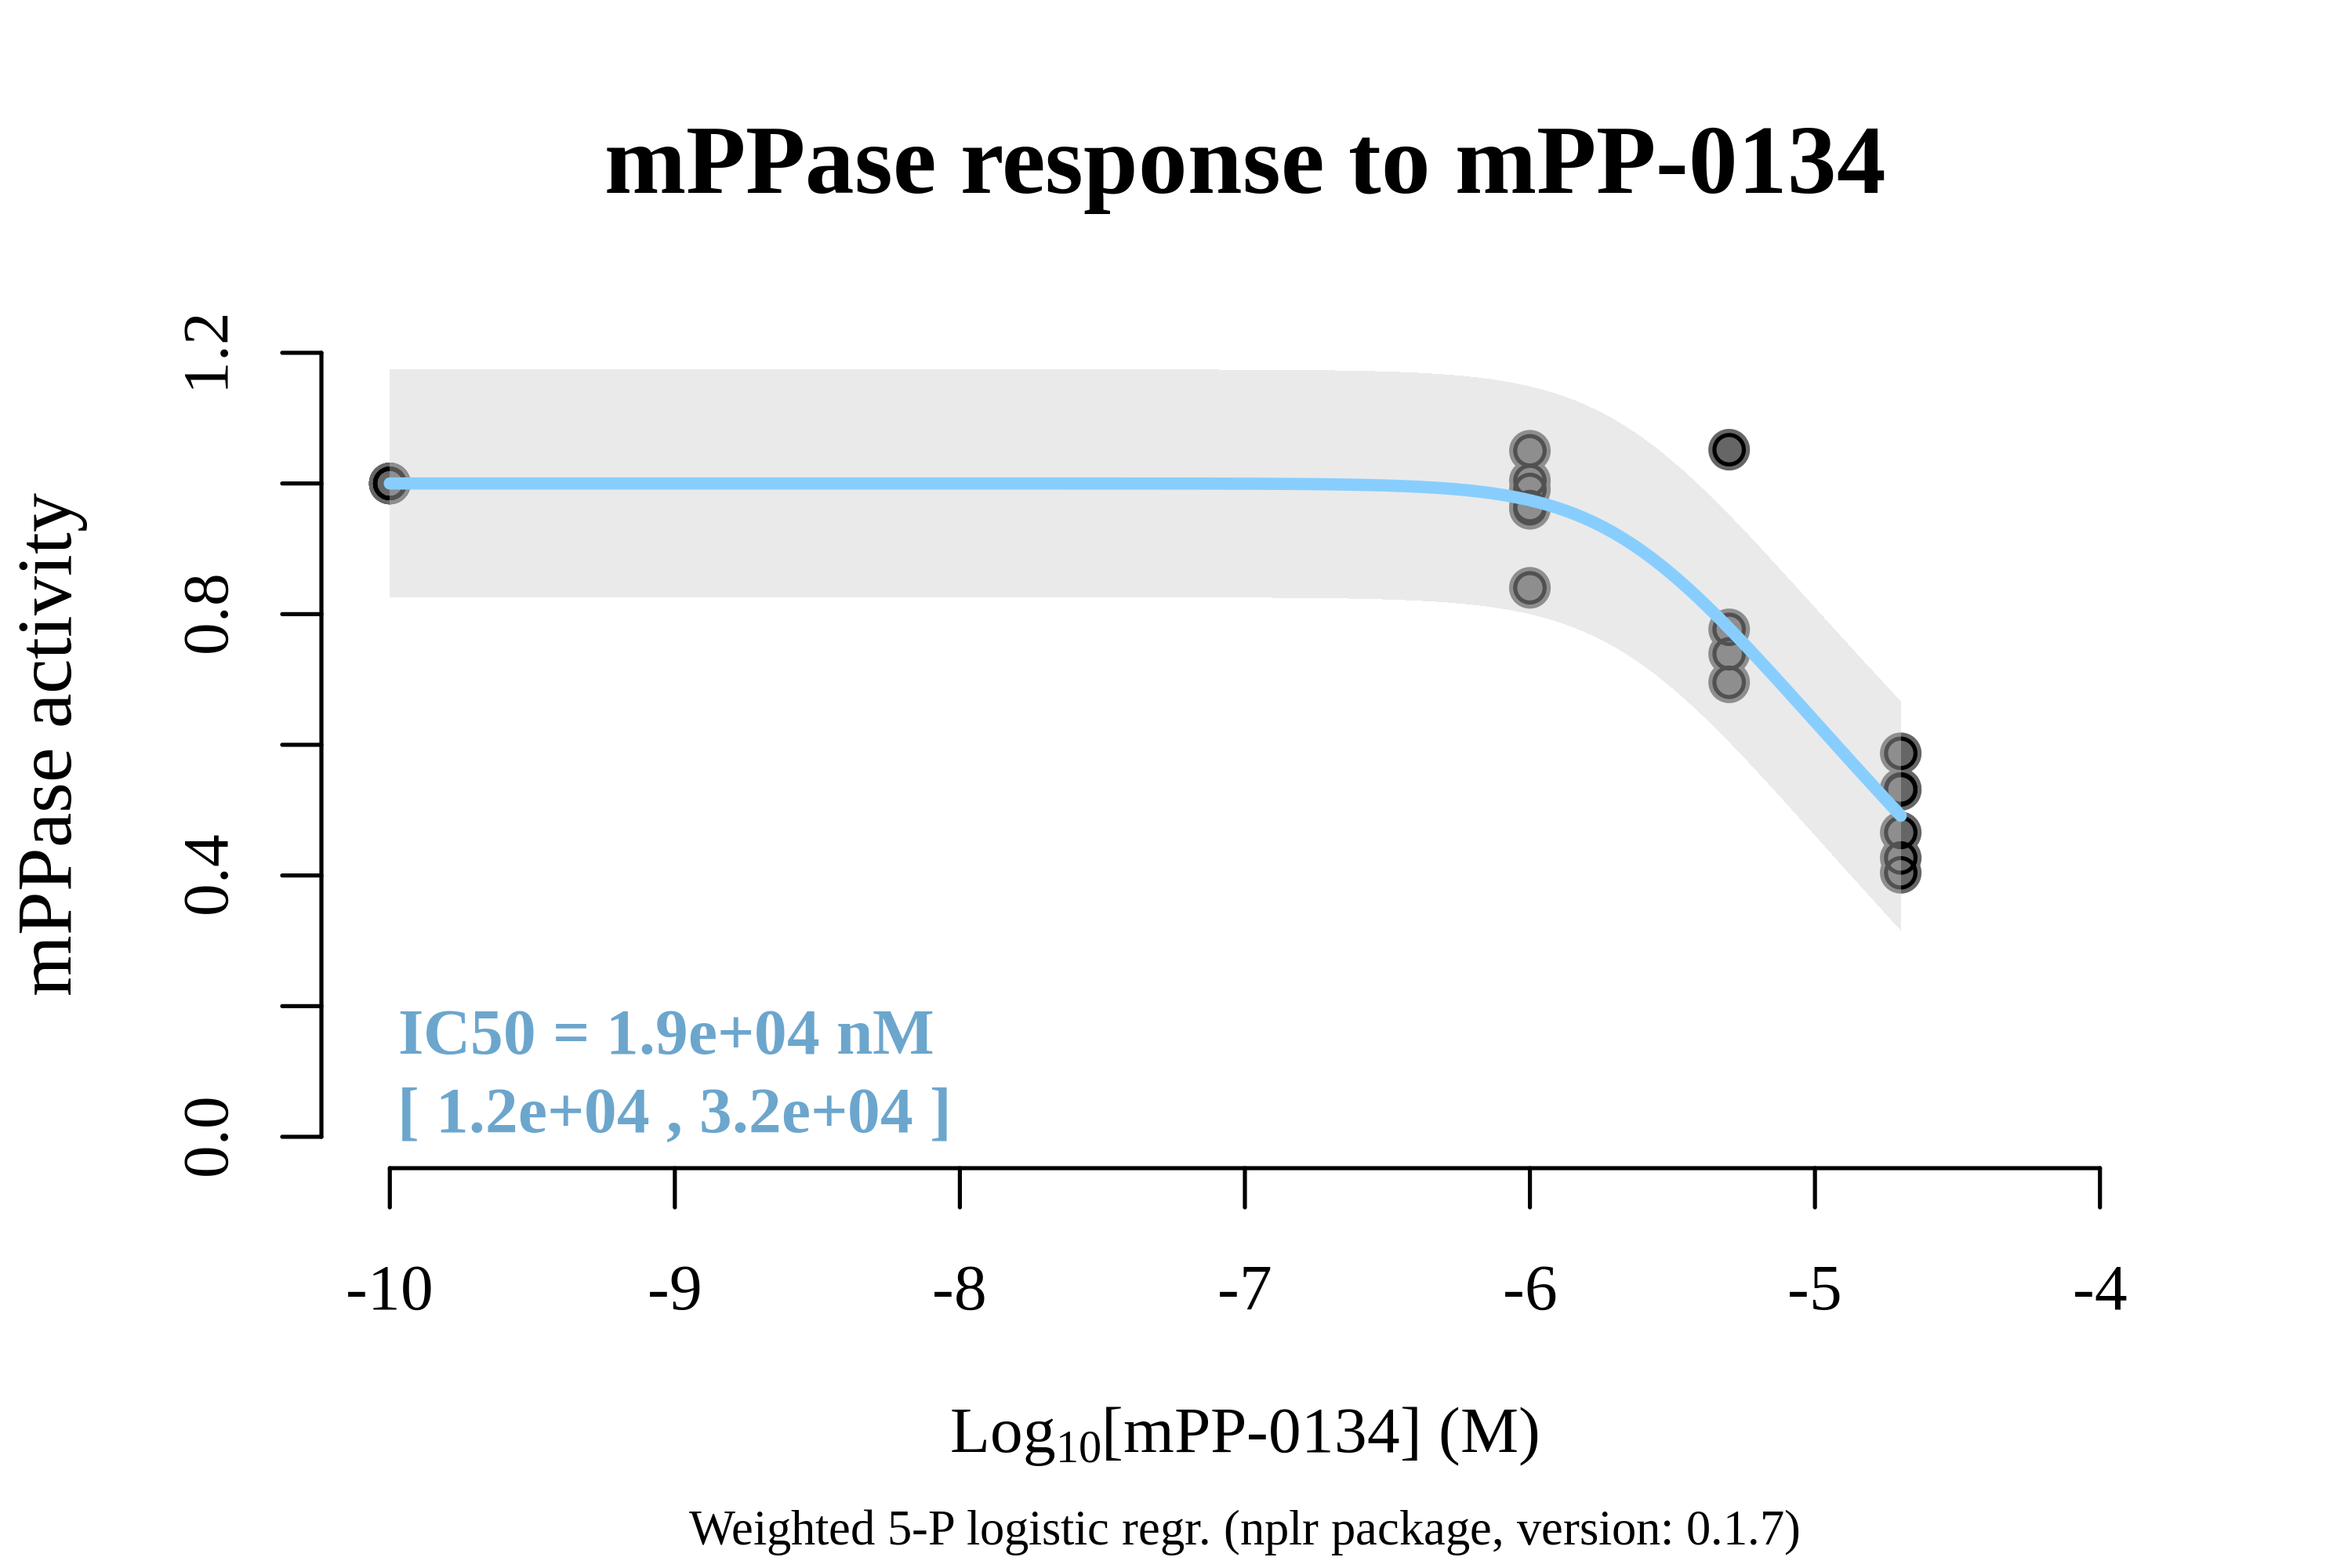 mPPase response to mPP-0134
mPPase activity
1.2
0.8
0.4
0.0
IC50 = 1.9e+04 nM
[ 1.2e+04 , 3.2e+04 ]
-10 -9 -8 -7 -6 -5 -4
Log10[mPP-0134] (M)
Weighted 5-P logistic regr. (nplr package, version: 0.1.7)